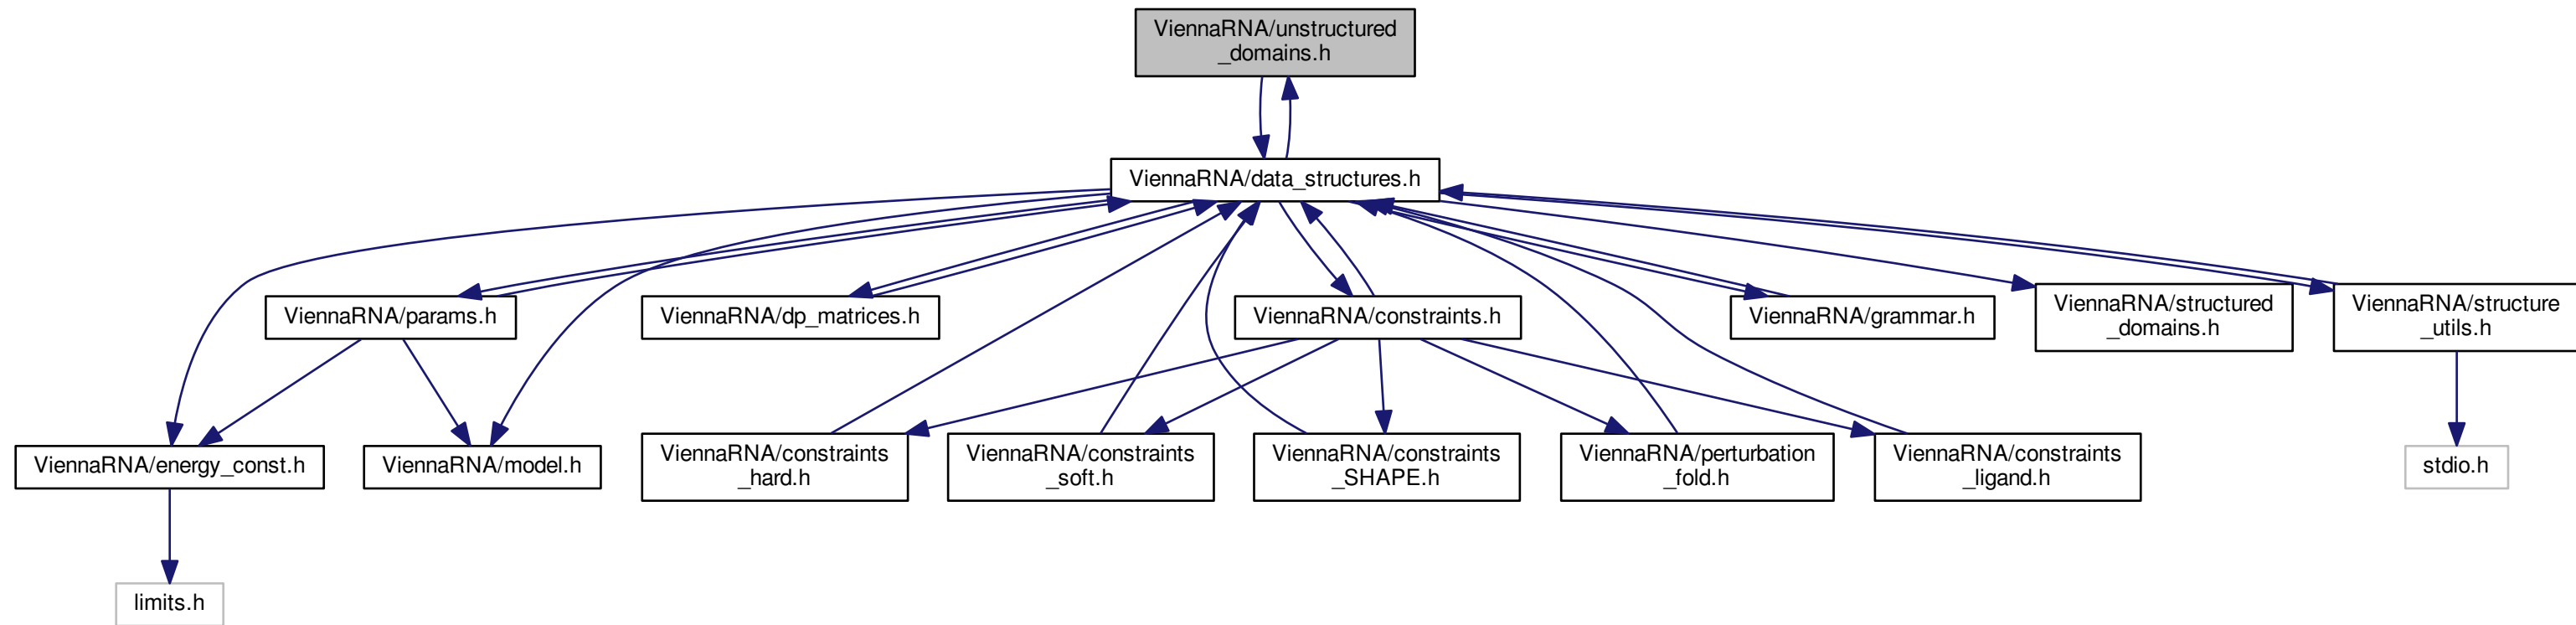 ViennaRNA/unstructured
_domains.h
ViennaRNA/data_structures.h
ViennaRNA/params.h
ViennaRNA/dp_matrices.h
ViennaRNA/constraints.h
ViennaRNA/grammar.h
ViennaRNA/structured
_domains.h
ViennaRNA/structure
_utils.h
ViennaRNA/energy_const.h
ViennaRNA/model.h
ViennaRNA/constraints
_hard.h
ViennaRNA/constraints
_soft.h
ViennaRNA/constraints
_SHAPE.h
ViennaRNA/perturbation
_fold.h
ViennaRNA/constraints
_ligand.h
stdio.h
limits.h